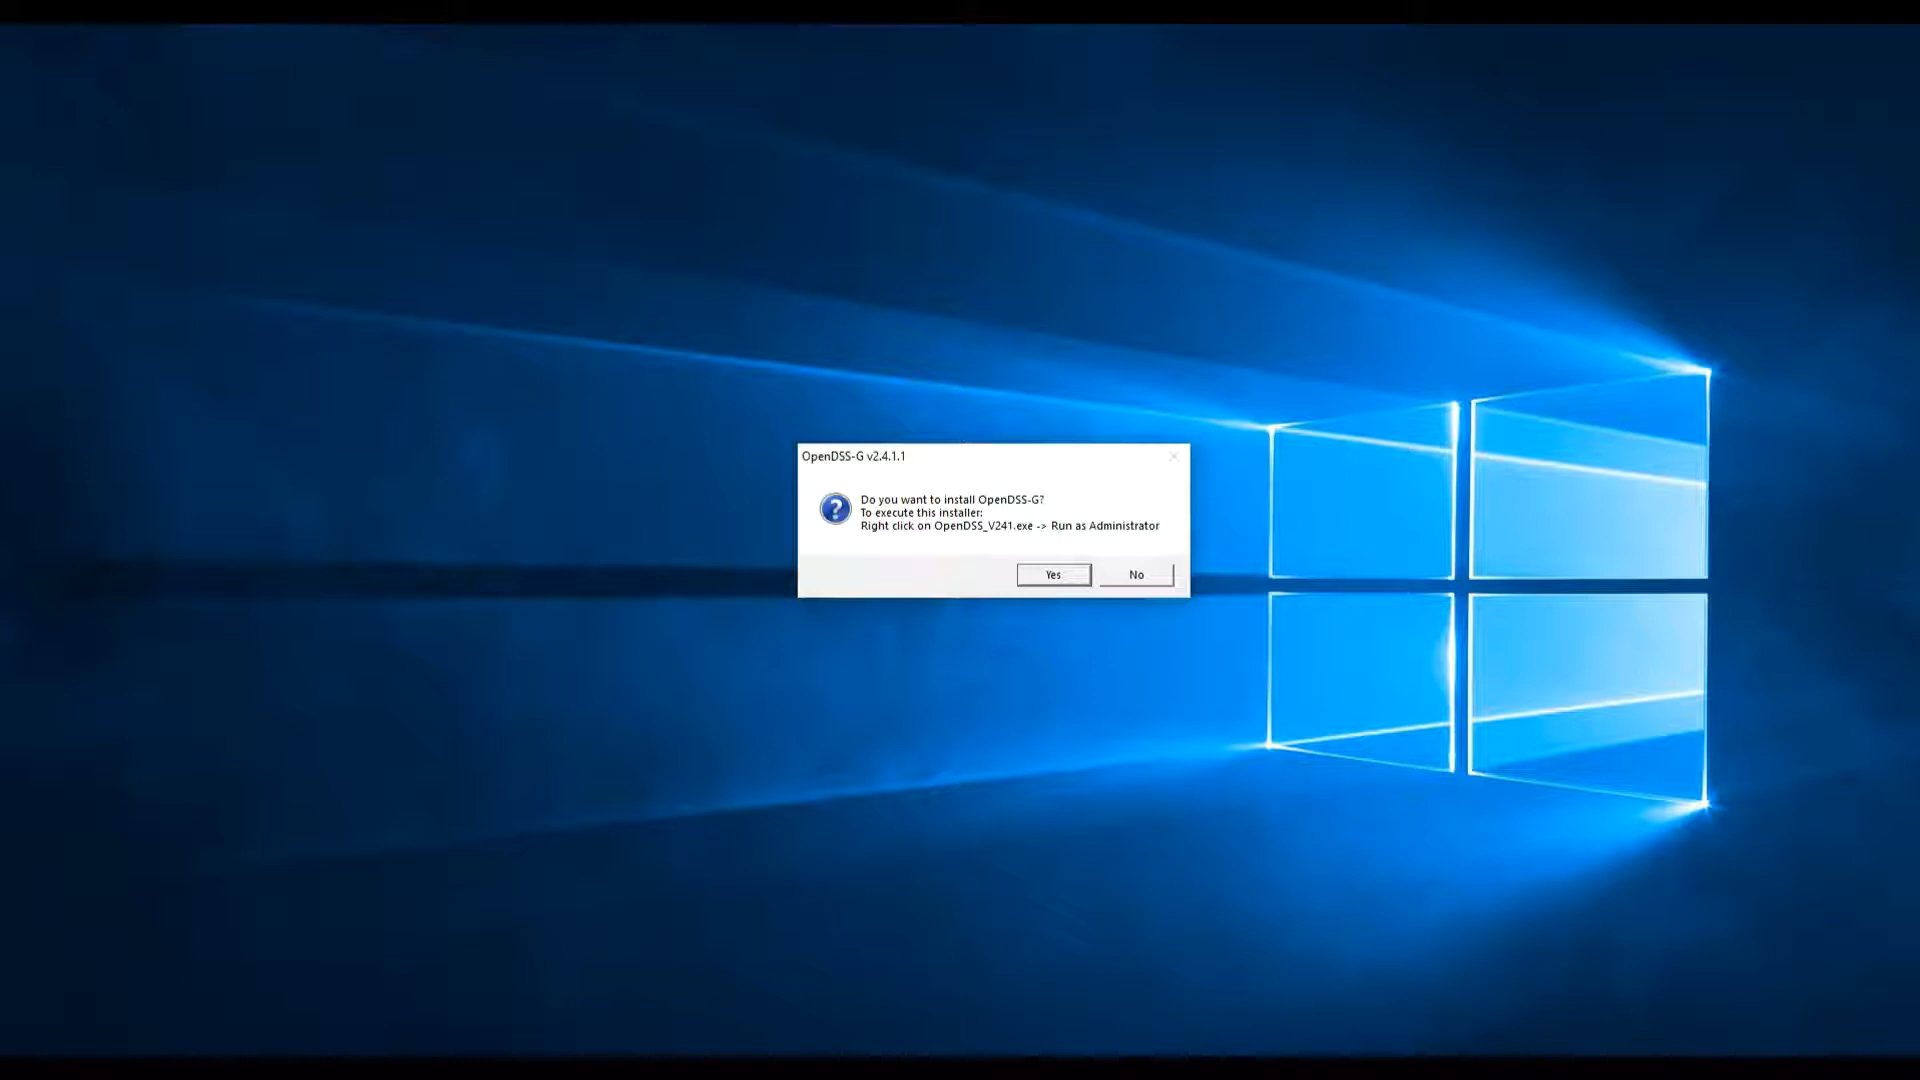 OpenDSS-G v2.4.1.1
Do you want to install OpenDSS-G?
To execute this installer:
Right click on OpenDSS_V241.exe -> Run as Administrator
Yes
No